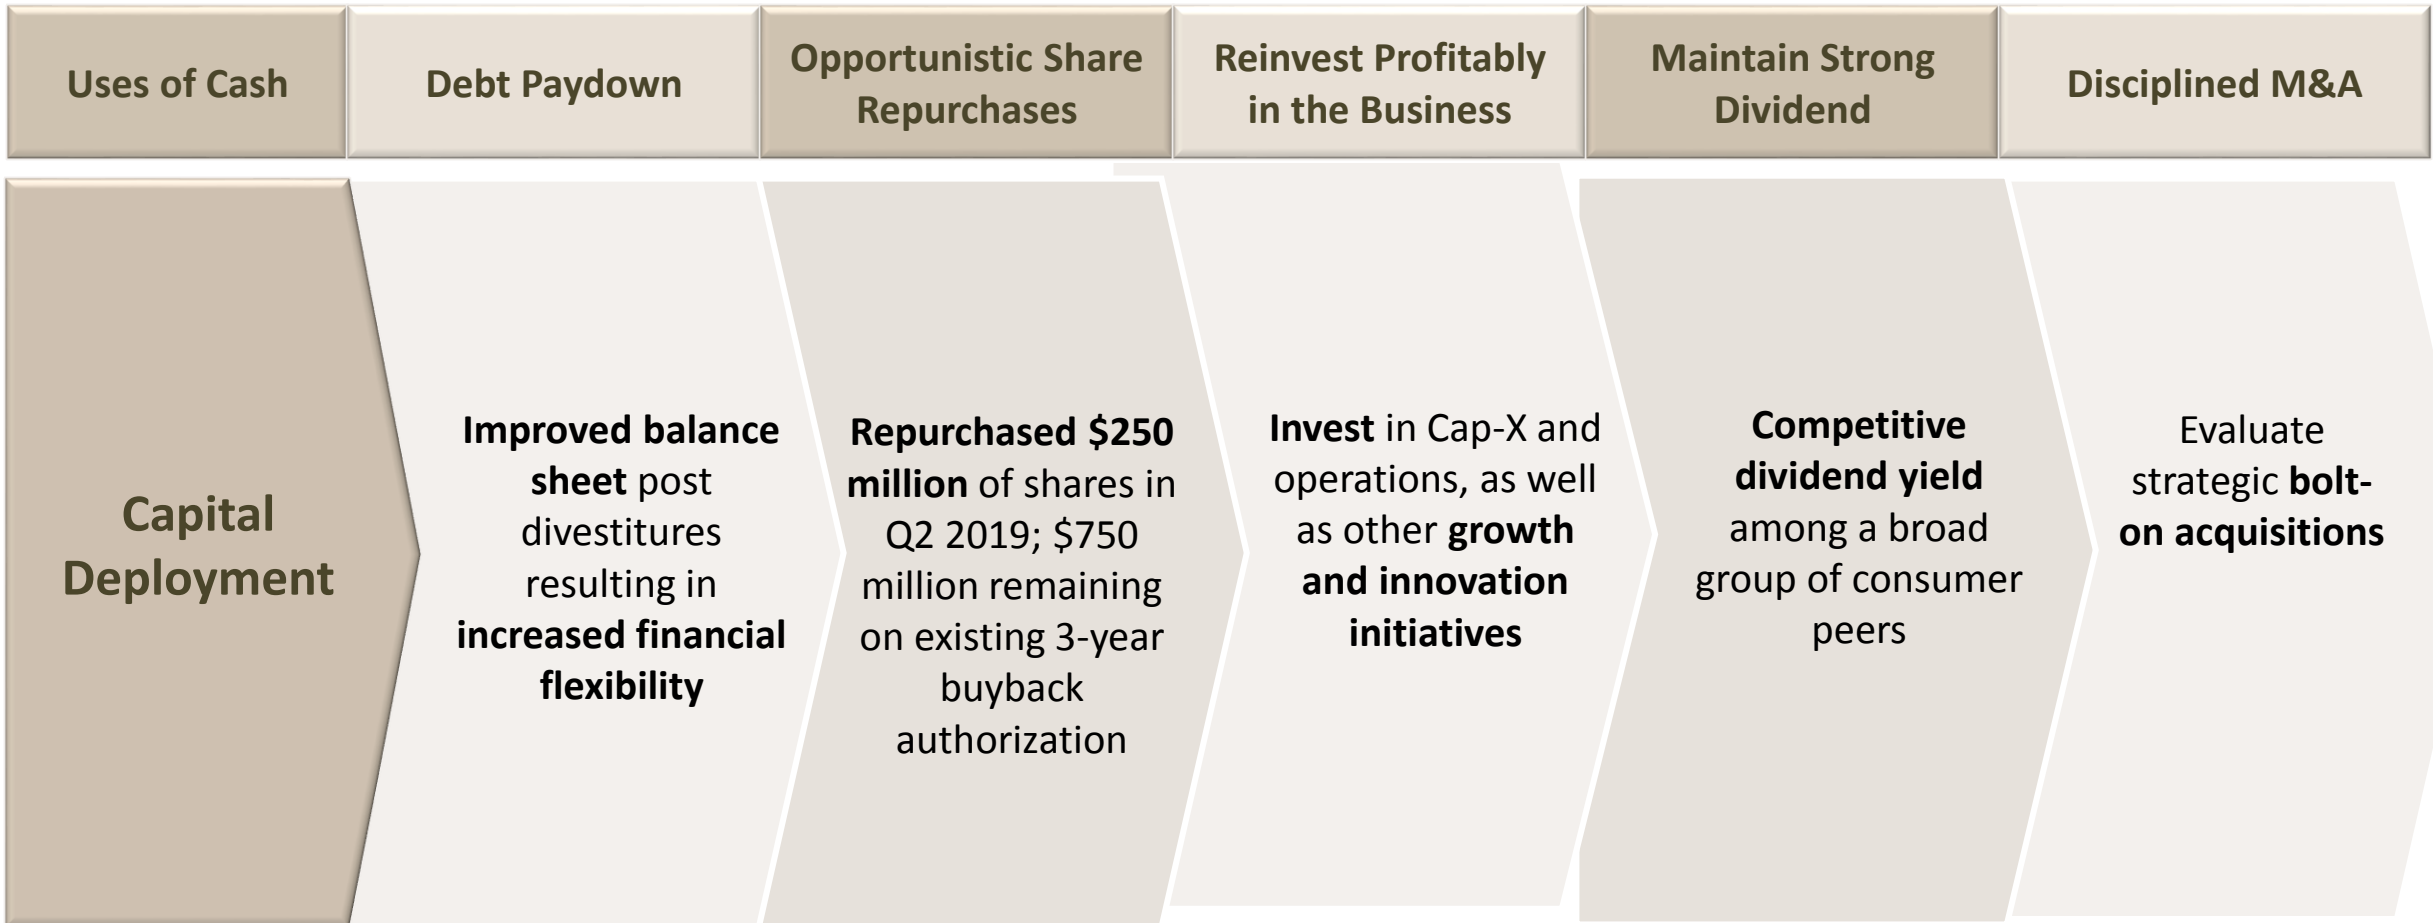 Uses of Cash
Debt Paydown
Opportunistic Share
Repurchases
Reinvest Profitably
in the Business
Maintain Strong
Dividend
Disciplined M&A
Capital
Deployment
Improved balance
sheet post
divestitures
resulting in
increased financial
flexibility
Repurchased $250
million of shares in
Q2 2019; $750
million remaining
on existing 3-year
buyback
authorization
Invest in Cap-X and
operations, as well
as other growth
and innovation
initiatives
Competitive
dividend yield
among a broad
group of consumer
peers
Evaluate
strategic bolt-
on acquisitions